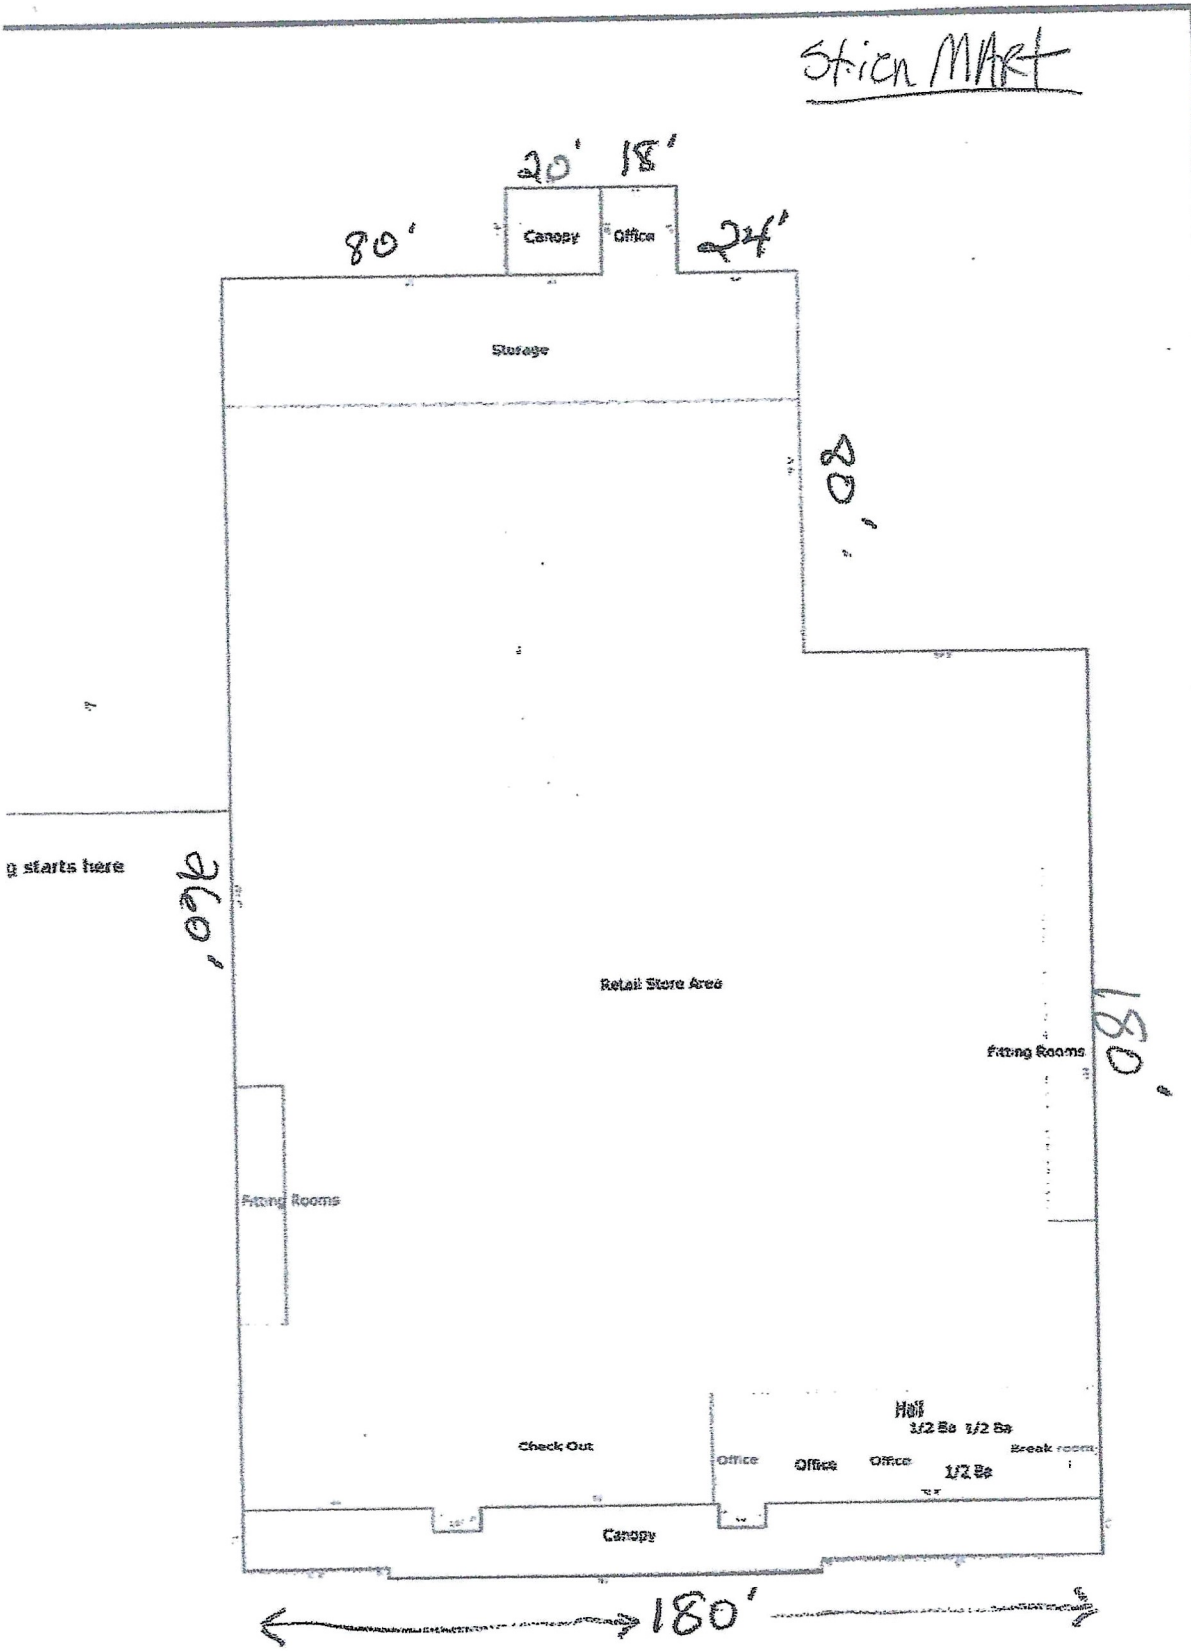 Stien MARt
20' 18'
80'
Canopy
Office
24'
Storage
80'
g starts here
260'
Retail Store Area
180'
Fitting Rooms
Fitting Rooms
Hall
1/2 Ba 1/2 Ba
Check Out
Office
Office
Office
1/2 Ba
Break room
Canopy
180'